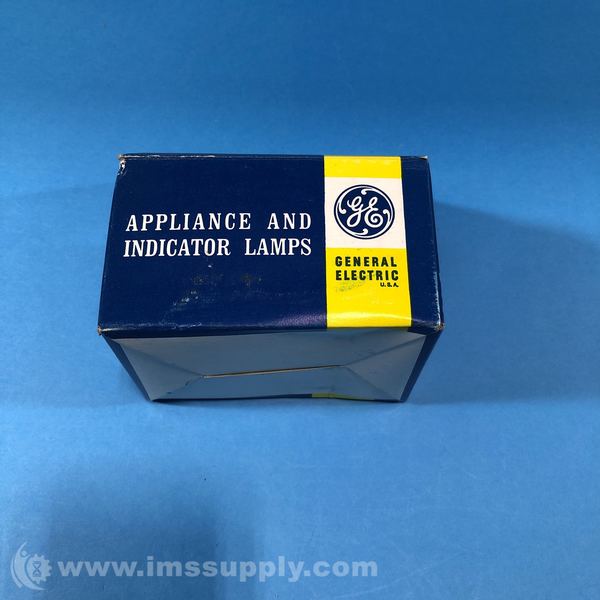 APPLIANCE AND
INDICATOR LAMPS
GE
GENERAL
ELECTRIC
U.S.A.
www.imssupply.com